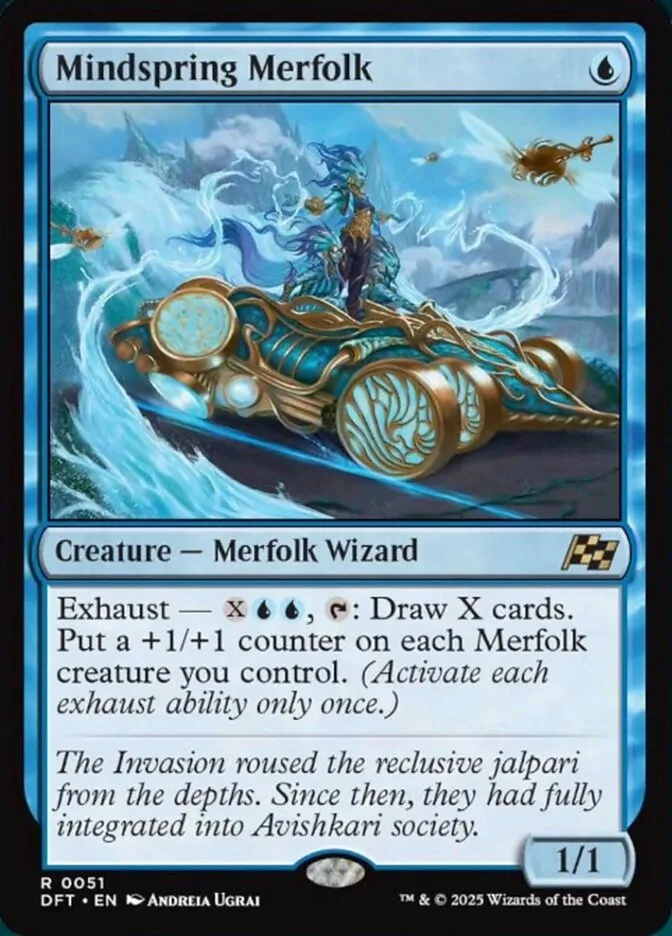 Mindspring Merfolk
Creature — Merfolk Wizard
Exhaust — X, : Draw X cards.
Put a +1/+1 counter on each Merfolk
creature you control. (Activate each
exhaust ability only once.)
The Invasion roused the reclusive jalpari
from the depths. Since then, they had fully
integrated into Avishkari society.
1/1
R 0051
DFT • EN ANDREIA UGRAI
™ & © 2025 Wizards of the Coast